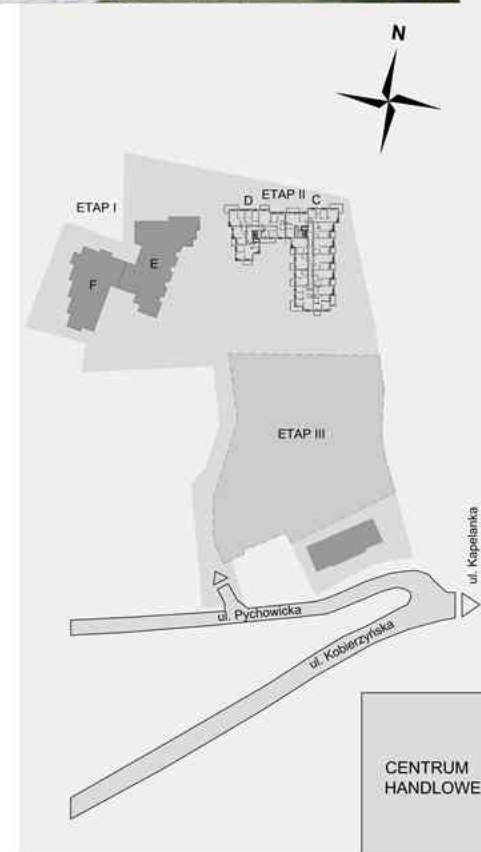 N
ETAP I
D
ETAP II
C
E
F
ETAP III
ul. Kapelanka
ul. Pychowicka
ul. Kobierzyńska
CENTRUM
HANDLOWE